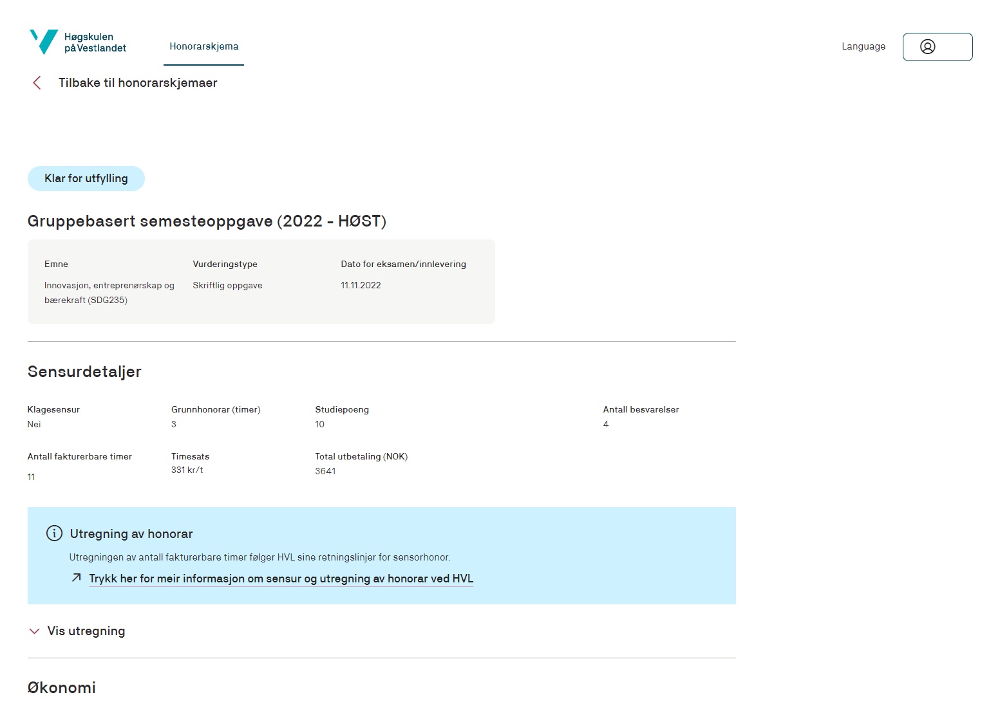 Høgskulen
på Vestlandet
Honorarskjema
Language
Tilbake til honorarskjemaer
Klar for utfylling
Gruppebasert semesteoppgave (2022 - HØST)
Emne
Vurderingstype
Dato for eksamen/innlevering
Innovasjon, entreprenørskap og
bærekraft (SDG235)
Skriftlig oppgave
11.11.2022
Sensurdetaljer
Klagesensur
Nei
Grunnhonorar (timer)
3
Studiepoeng
10
Antall besvarelser
4
Antall fakturerbare timer
11
Timesats
331 kr/t
Total utbetaling (NOK)
3641
Utregning av honorar
Utregningen av antall fakturerbare timer følger HVL sine retningslinjer for sensorhonor.
Trykk her for meir informasjon om sensur og utregning av honorar ved HVL
Vis utregning
Økonomi